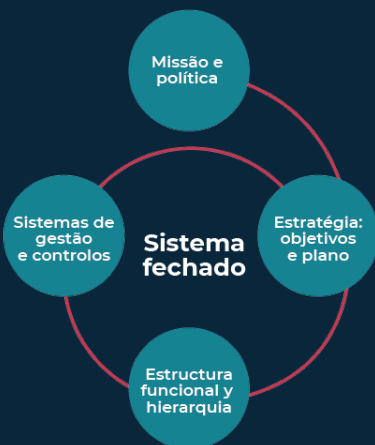 Missão e
política
Sistemas de
gestão
e controlos
Sistema
fechado
Estratégia:
objetivos
e plano
Estructura
funcional y
hierarquia